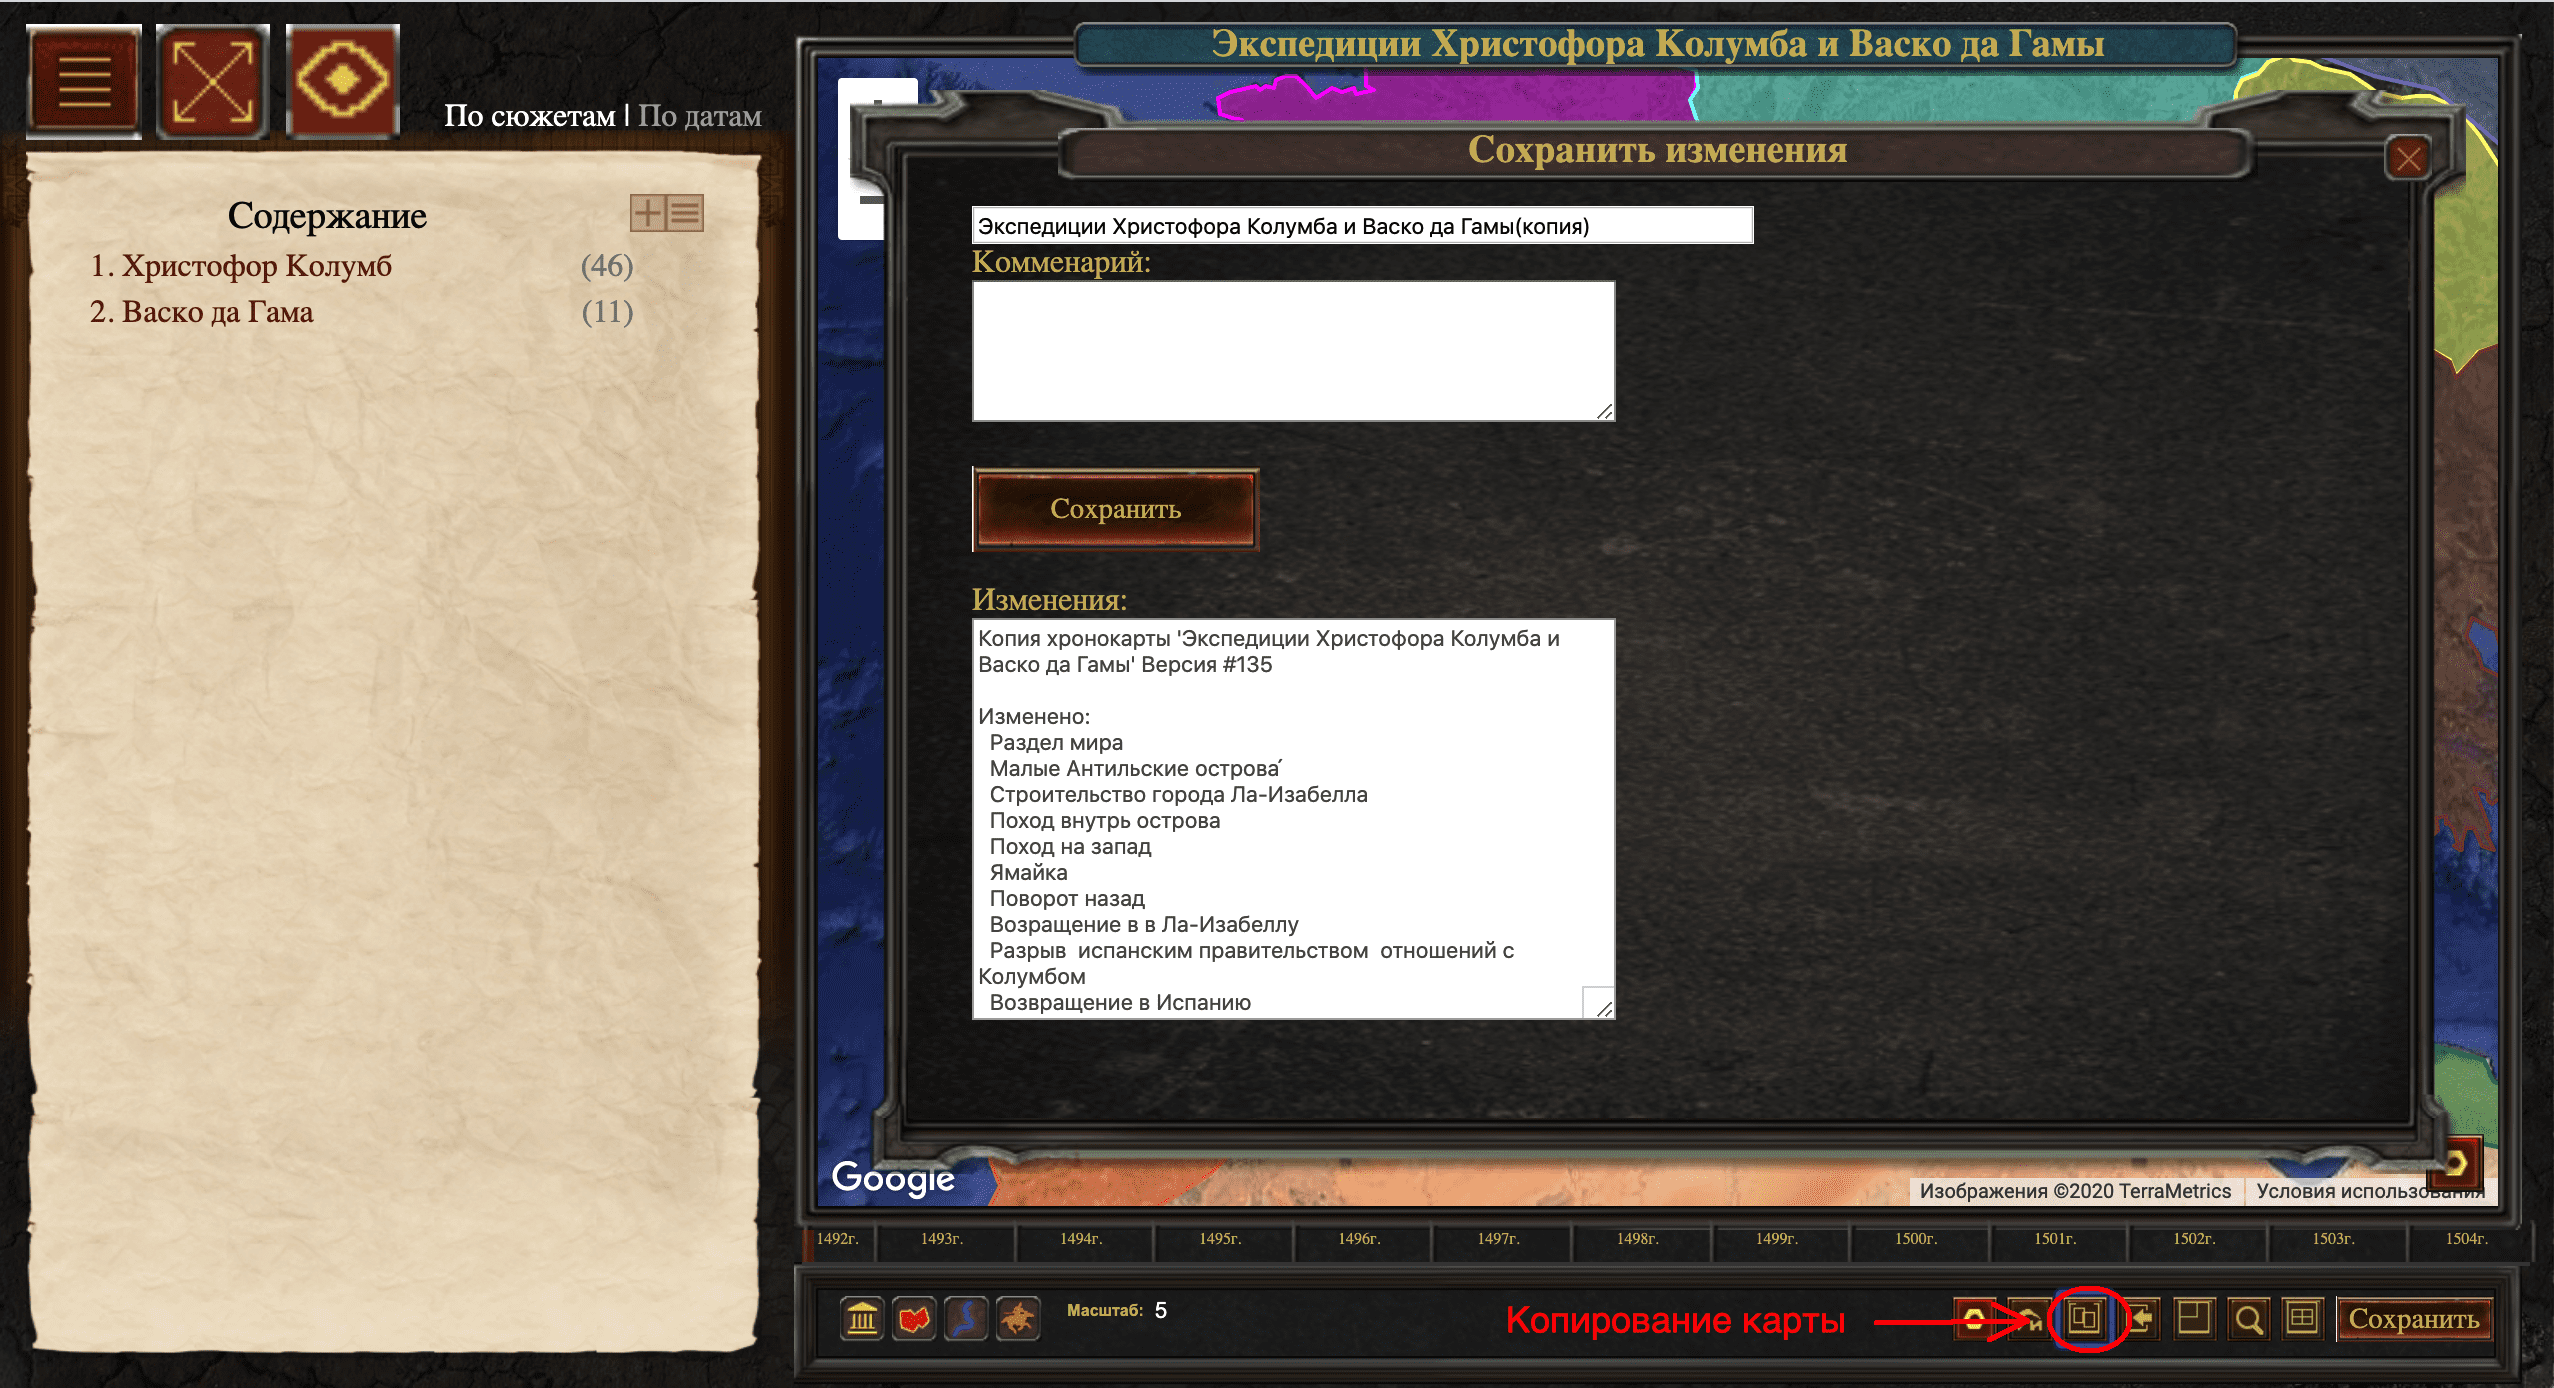 Экспедиции Христофора Колумба и Васко да Гамы
По сюжетам | По датам
Содержание
1. Христофор Колумб (46)
2. Васко да Гама (11)
Сохранить изменения
Экспедиции Христофора Колумба и Васко да Гамы(копия)
Комменарий:
Сохранить
Изменения:
Копия хронокарты 'Экспедиции Христофора Колумба и
Васко да Гамы' Версия #135
Изменено:
Раздел мира
Малые Антильские острова́
Строительство города Ла-Изабелла
Поход внутрь острова
Поход на запад
Ямайка
Поворот назад
Возращение в в Ла-Изабеллу
Разрыв  испанским правительством  отношений с
Колумбом
Возвращение в Испанию
Google
Изображения ©2020 TerraMetrics
Условия использования
1492г. 1493г. 1494г. 1495г. 1496г. 1497г. 1498г. 1499г. 1500г. 1501г. 1502г. 1503г. 1504г.
Масштаб: 5
Копирование карты
Сохранить